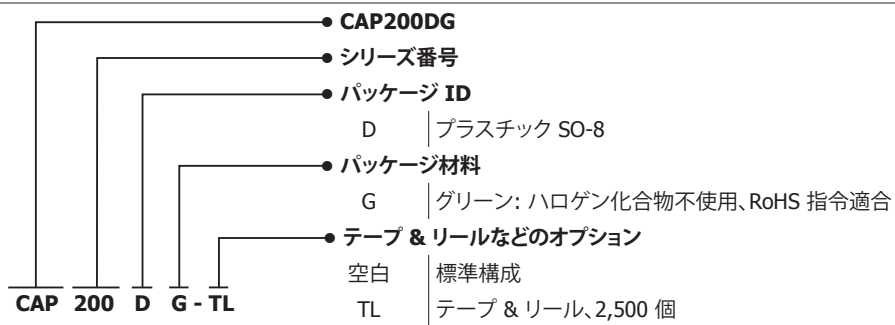 CAP200DG
シリーズ番号
パッケージ ID
D プラスチック SO-8
パッケージ材料
G グリーン: ハロゲン化合物不使用、RoHS 指令適合
テープ & リールなどのオプション
空白 標準構成
TL テープ & リール、2,500 個
CAP 200 D G - TL